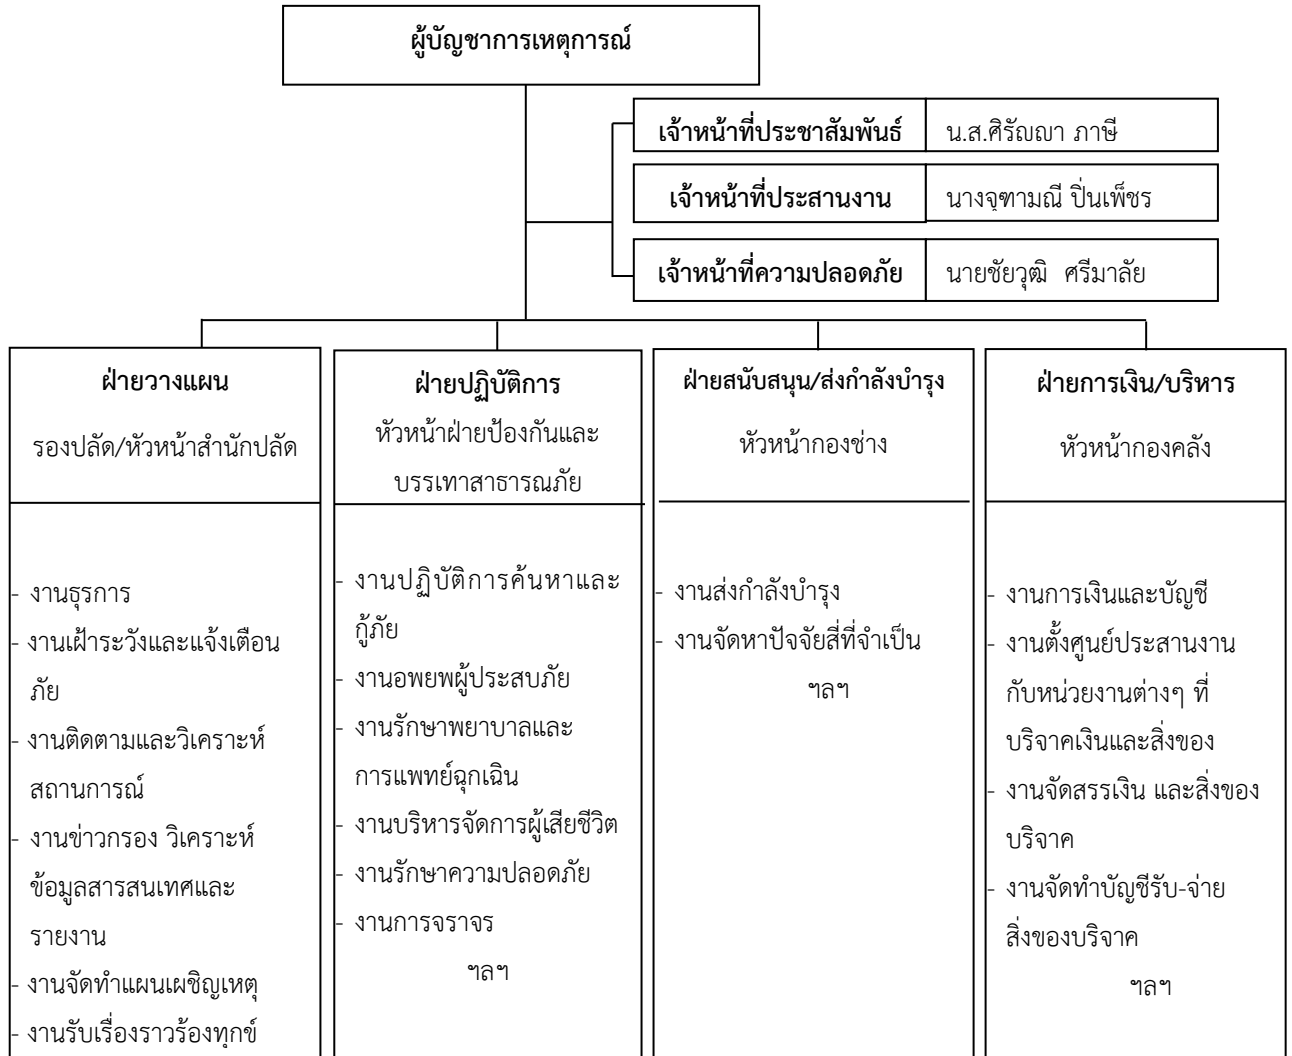 ผู้บัญชาการเหตุการณ์
เจ้าหน้าที่ประชาสัมพันธ์ น.ส.ศิรัญญา ภาษี
เจ้าหน้าที่ประสานงาน นางจุฑามณี ปิ่นเพ็ชร
เจ้าหน้าที่ความปลอดภัย นายชัยวุฒิ ศรีมาลัย
ฝ่ายวางแผน
รองปลัด/หัวหน้าสำนักปลัด
- งานธุรการ
- งานเฝ้าระวังและแจ้งเตือน
ภัย
- งานติดตามและวิเคราะห์
สถานการณ์
- งานข่าวกรอง วิเคราะห์
ข้อมูลสารสนเทศและ
รายงาน
- งานจัดทำแผนเผชิญเหตุ
- งานรับเรื่องราวร้องทุกข์
ฝ่ายปฏิบัติการ
หัวหน้าฝ่ายป้องกันและ
บรรเทาสาธารณภัย
- งานปฏิบัติการค้นหาและ
กู้ภัย
- งานอพยพผู้ประสบภัย
- งานรักษาพยาบาลและ
การแพทย์ฉุกเฉิน
- งานบริหารจัดการผู้เสียชีวิต
- งานรักษาความปลอดภัย
- งานการจราจร
ฯลฯ
ฝ่ายสนับสนุน/ส่งกำลังบำรุง
หัวหน้ากองช่าง
- งานส่งกำลังบำรุง
- งานจัดหาปัจจัยสี่ที่จำเป็น
ฯลฯ
ฝ่ายการเงิน/บริหาร
หัวหน้ากองคลัง
- งานการเงินและบัญชี
- งานตั้งศูนย์ประสานงาน
กับหน่วยงานต่างๆ ที่
บริจาคเงินและสิ่งของ
- งานจัดสรรเงิน และสิ่งของ
บริจาค
- งานจัดทำบัญชีรับ-จ่าย
สิ่งของบริจาค
ฯลฯ